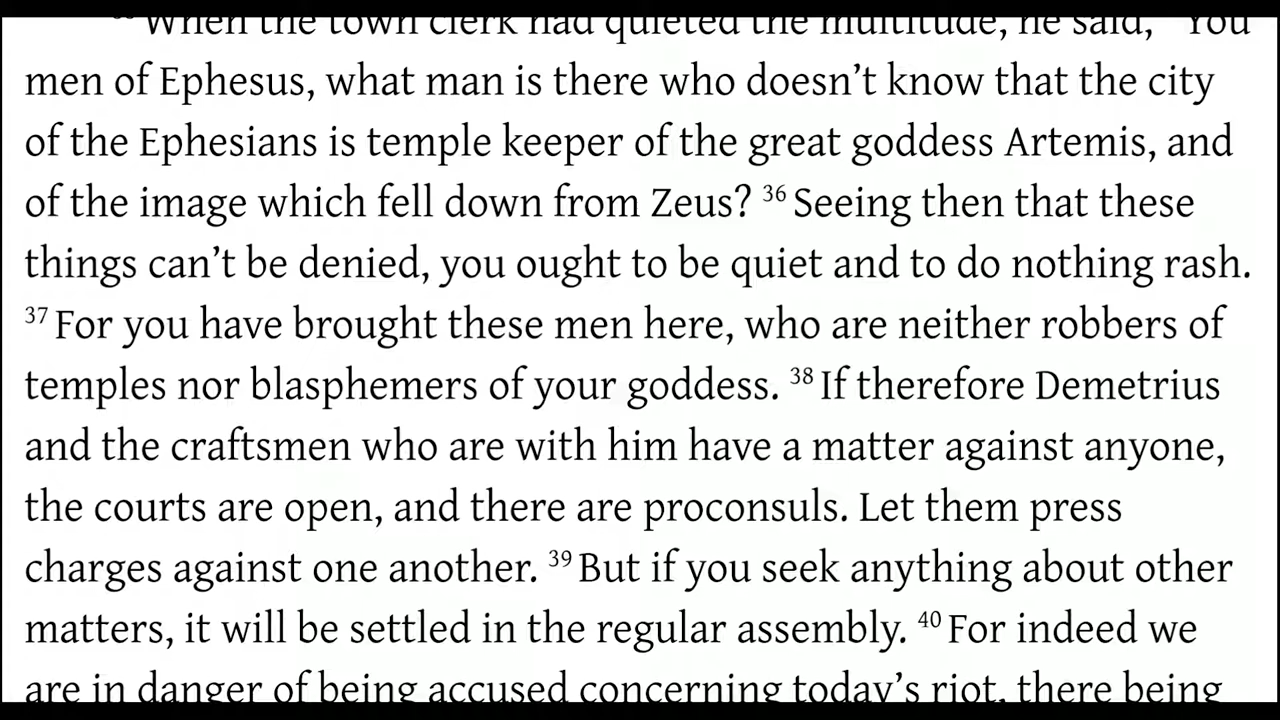 When the town clerk had quieted the multitude, he said, “You
men of Ephesus, what man is there who doesn’t know that the city
of the Ephesians is temple keeper of the great goddess Artemis, and
of the image which fell down from Zeus? 36 Seeing then that these
things can’t be denied, you ought to be quiet and to do nothing rash.
37 For you have brought these men here, who are neither robbers of
temples nor blasphemers of your goddess. 38 If therefore Demetrius
and the craftsmen who are with him have a matter against anyone,
the courts are open, and there are proconsuls. Let them press
charges against one another. 39 But if you seek anything about other
matters, it will be settled in the regular assembly. 40 For indeed we
are in danger of being accused concerning today’s riot, there being